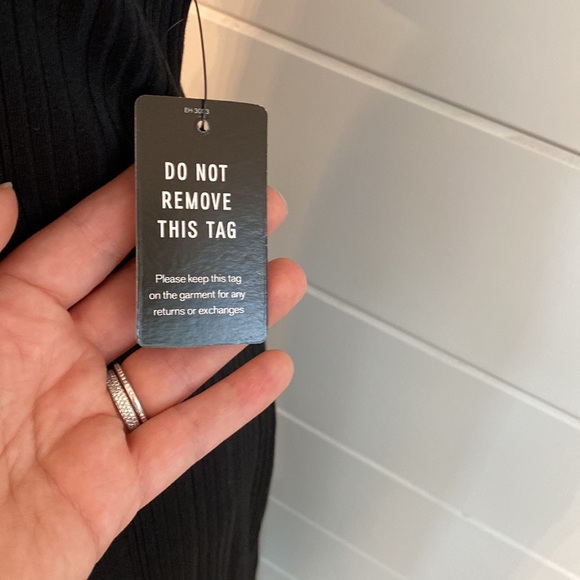 DO NOT
REMOVE
THIS TAG
Please keep this tag
on the garment for any
returns or exchanges